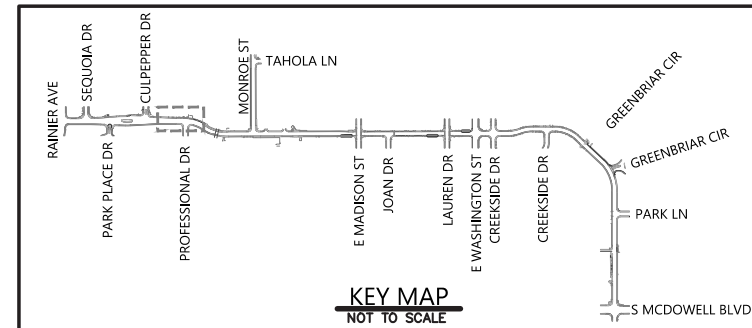 RAINIER AVE
SEQUOIA DR
PARK PLACE DR
CULPEPPER DR
PROFESSIONAL DR
MONROE ST
TAHOLA LN
E MADISON ST
JOAN DR
LAUREN DR
E WASHINGTON ST
CREEKSIDE DR
CREEKSIDE DR
GREENBRIAR CIR
GREENBRIAR CIR
PARK LN
S MCDOWELL BLVD
KEY MAP
NOT TO SCALE